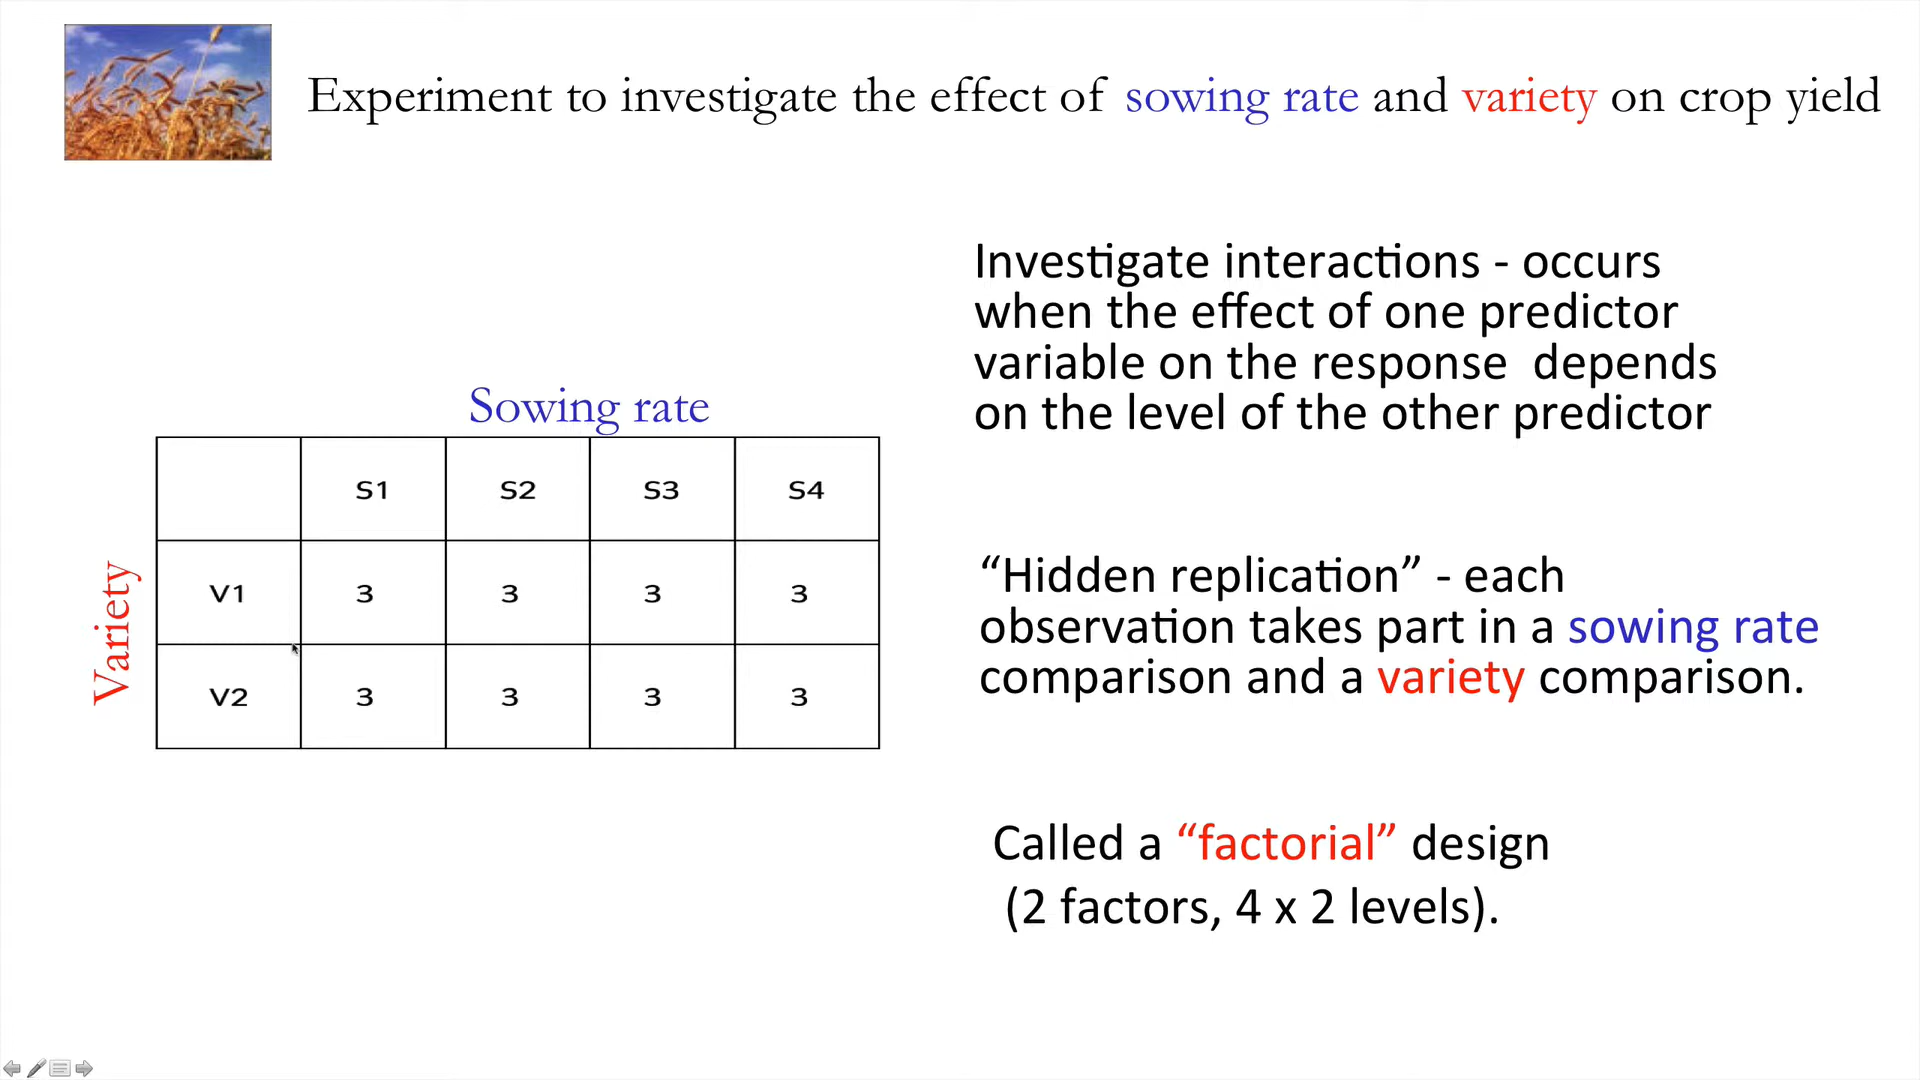 Experiment to investigate the effect of sowing rate and variety on crop yield
Investigate interactions - occurs
when the effect of one predictor
variable on the response depends
on the level of the other predictor
Sowing rate
S1 S2 S3 S4
Variety
V1 3 3 3 3
V2 3 3 3 3
“Hidden replication” - each
observation takes part in a sowing rate
comparison and a variety comparison.
Called a “factorial” design
(2 factors, 4 x 2 levels).